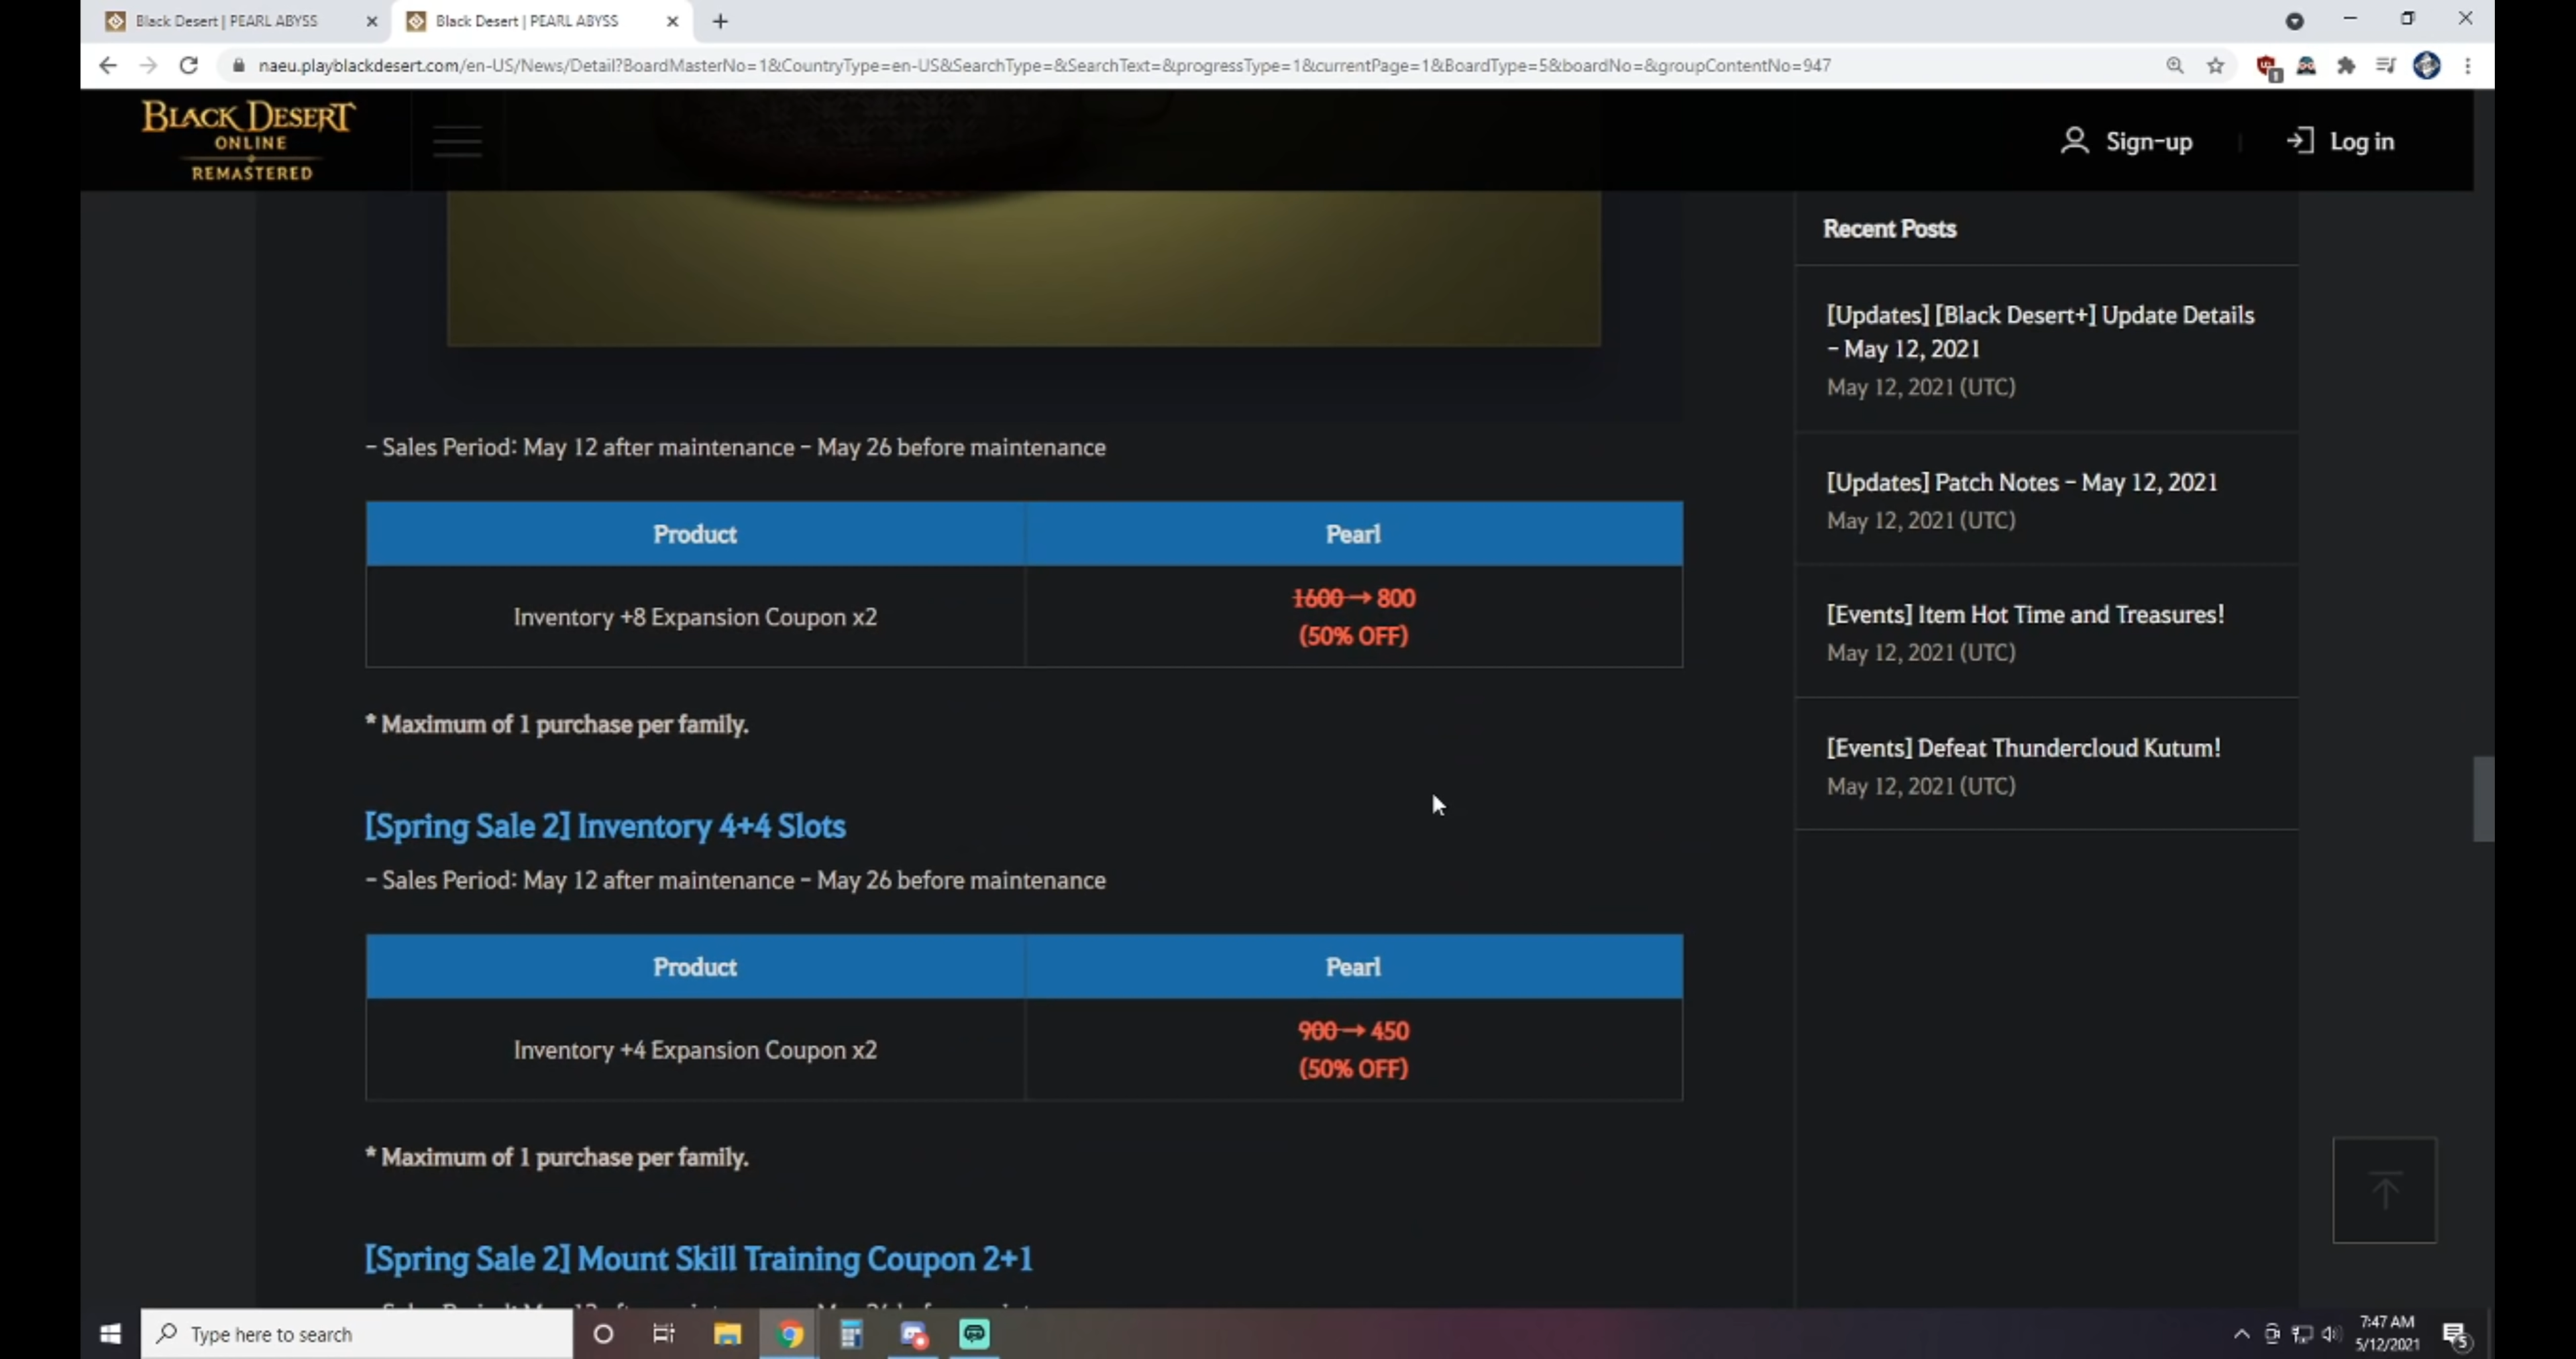 Black Desert | PEARL ABYSS
Black Desert | PEARL ABYSS
naeu.playblackdesert.com/en-US/News/Detail?BoardMasterNo=1&CountryType=en-US&SearchType=&SearchText=&progressType=1&currentPage=1&BoardType=5&boardNo=&groupContentNo=947
1
BLACK DESERT
ONLINE
REMASTERED
Sign-up
Log in
- Sales Period: May 12 after maintenance - May 26 before maintenance
Product Pearl
Inventory +8 Expansion Coupon x2
1600 → 800
(50% OFF)
* Maximum of 1 purchase per family.
[Spring Sale 2] Inventory 4+4 Slots
- Sales Period: May 12 after maintenance - May 26 before maintenance
Product Pearl
Inventory +4 Expansion Coupon x2
900 → 450
(50% OFF)
* Maximum of 1 purchase per family.
[Spring Sale 2] Mount Skill Training Coupon 2+1
Recent Posts
[Updates] [Black Desert+] Update Details
- May 12, 2021
May 12, 2021 (UTC)
[Updates] Patch Notes - May 12, 2021
May 12, 2021 (UTC)
[Events] Item Hot Time and Treasures!
May 12, 2021 (UTC)
[Events] Defeat Thundercloud Kutum!
May 12, 2021 (UTC)
Type here to search
7:47 AM
5/12/2021
5